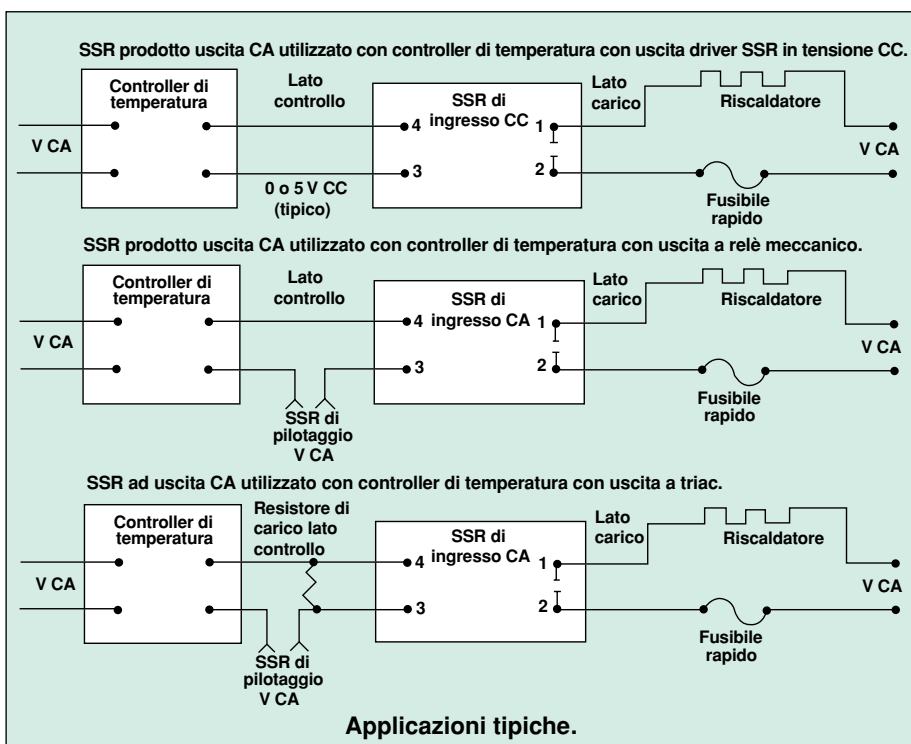 SSR prodotto uscita CA utilizzato con controller di temperatura con uscita driver SSR in tensione CC.
Controller di
temperatura
Lato
controllo
SSR di
ingresso CC
Lato
carico
Riscaldatore
V CA
4
3
1
2
V CA
0 o 5 V CC
(tipico)
Fusibile
rapido
SSR prodotto uscita CA utilizzato con controller di temperatura con uscita a relè meccanico.
Controller di
temperatura
Lato
controllo
SSR di
ingresso CA
Lato
carico
Riscaldatore
V CA
4
3
1
2
V CA
SSR di
pilotaggio
V CA
Fusibile
rapido
SSR ad uscita CA utilizzato con controller di temperatura con uscita a triac.
Controller di
temperatura
Resistore di
carico lato
controllo
SSR di
ingresso CA
Lato
carico
Riscaldatore
V CA
4
3
1
2
V CA
SSR di
pilotaggio
V CA
Fusibile
rapido
Applicazioni tipiche.